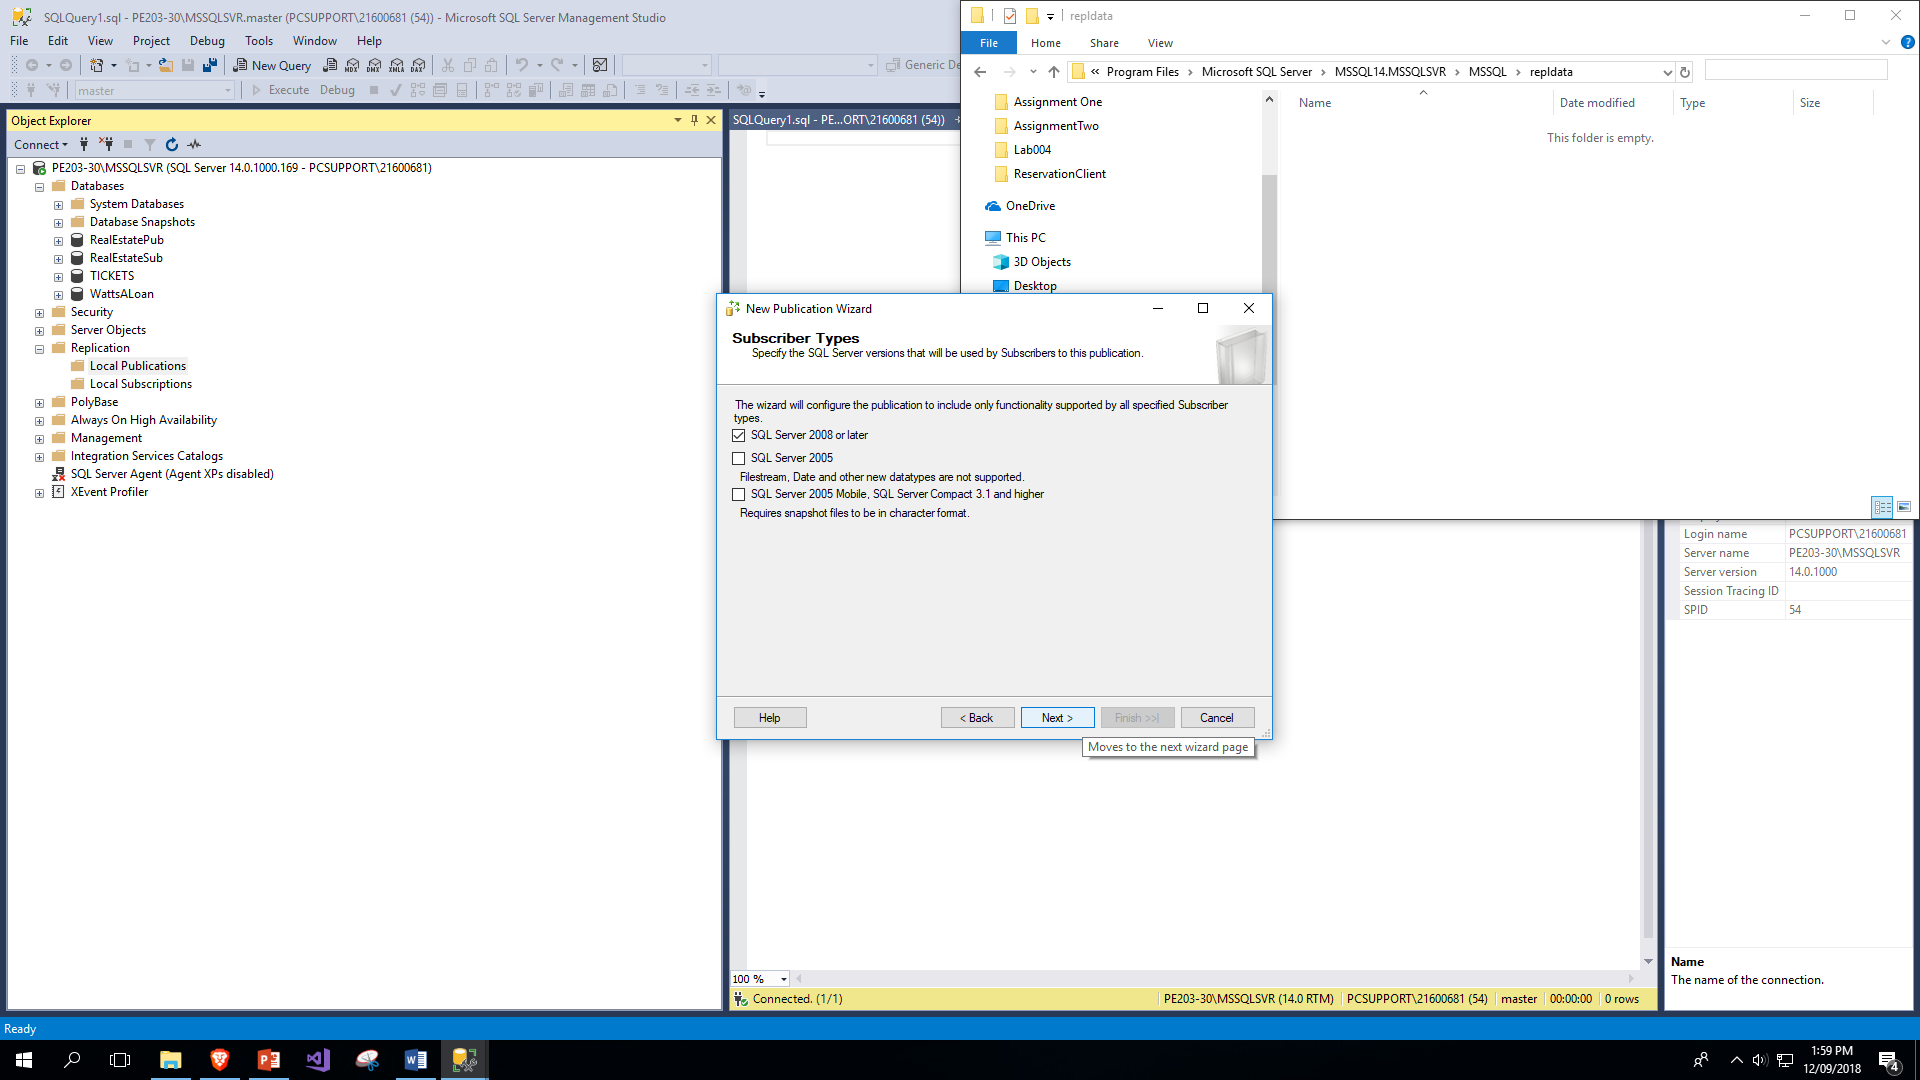 SQLQuery1.sql - PE203-30\MSSQLSVR.master (PCSUPPORT\21600681 (54)) - Microsoft SQL Server Management Studio
File Edit View Project Debug Tools Window Help
New Query MDX DMX XMLA DAX Generic De
master Execute Debug
Object Explorer
Connect
PE203-30\MSSQLSVR (SQL Server 14.0.1000.169 - PCSUPPORT\21600681)
Databases
System Databases
Database Snapshots
RealEstatePub
RealEstateSub
TICKETS
WattsALoan
Security
Server Objects
Replication
Local Publications
Local Subscriptions
PolyBase
Always On High Availability
Management
Integration Services Catalogs
SQL Server Agent (Agent XPs disabled)
XEvent Profiler
SQLQuery1.sql - PE...ORT\21600681 (54))
repldata
File Home Share View
« Program Files > Microsoft SQL Server > MSSQL14.MSSQLSVR > MSSQL > repldata
Assignment One
AssignmentTwo
Lab004
ReservationClient
OneDrive
This PC
3D Objects
Desktop
Name Date modified Type Size
This folder is empty.
New Publication Wizard
Subscriber Types
Specify the SQL Server versions that will be used by Subscribers to this publication.
The wizard will configure the publication to include only functionality supported by all specified Subscriber
types.
SQL Server 2008 or later
SQL Server 2005
Filestream, Date and other new datatypes are not supported.
SQL Server 2005 Mobile, SQL Server Compact 3.1 and higher
Requires snapshot files to be in character format.
Help < Back Next > Finish >>| Cancel
Moves to the next wizard page
Login name PCSUPPORT\21600681
Server name PE203-30\MSSQLSVR
Server version 14.0.1000
Session Tracing ID
SPID 54
Name
The name of the connection.
100 %
Connected. (1/1) PE203-30\MSSQLSVR (14.0 RTM) PCSUPPORT\21600681 (54) master 00:00:00 0 rows
Ready
1:59 PM
12/09/2018
4